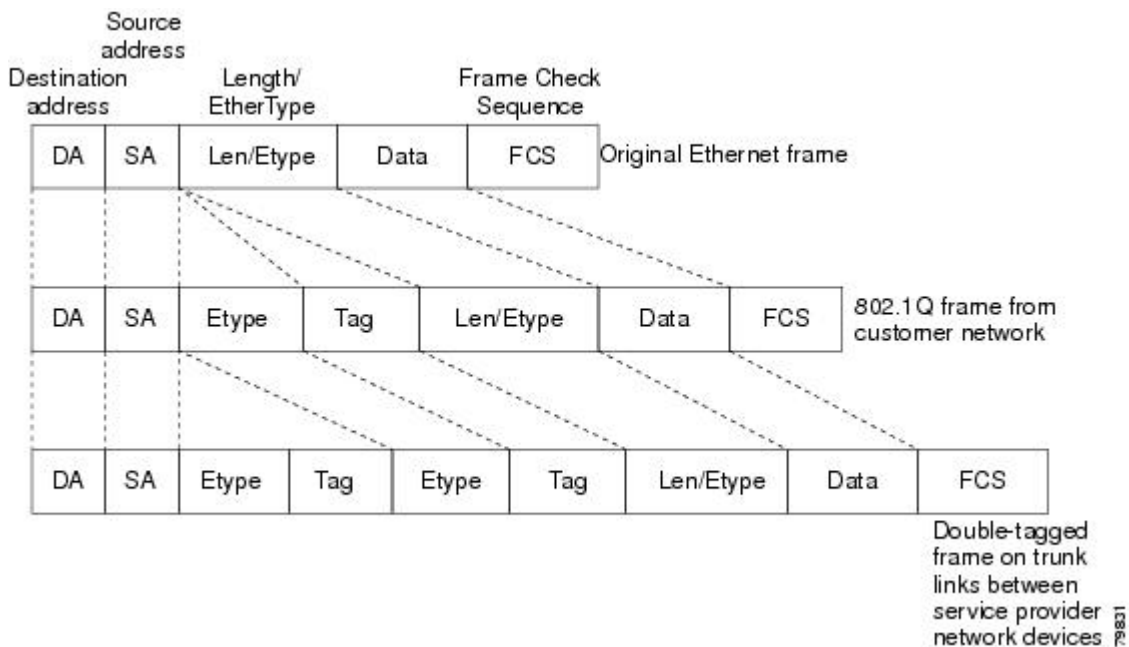 Source
address
Destination
address
Length/
EtherType
Frame Check
Sequence
DA SA Len/Etype Data FCS Original Ethernet frame
DA SA Etype Tag Len/Etype Data FCS 802.1Q frame from
customer network
DA SA Etype Tag Etype Tag Len/Etype Data FCS
Double-tagged
frame on trunk
links between
service provider
network devices
79831